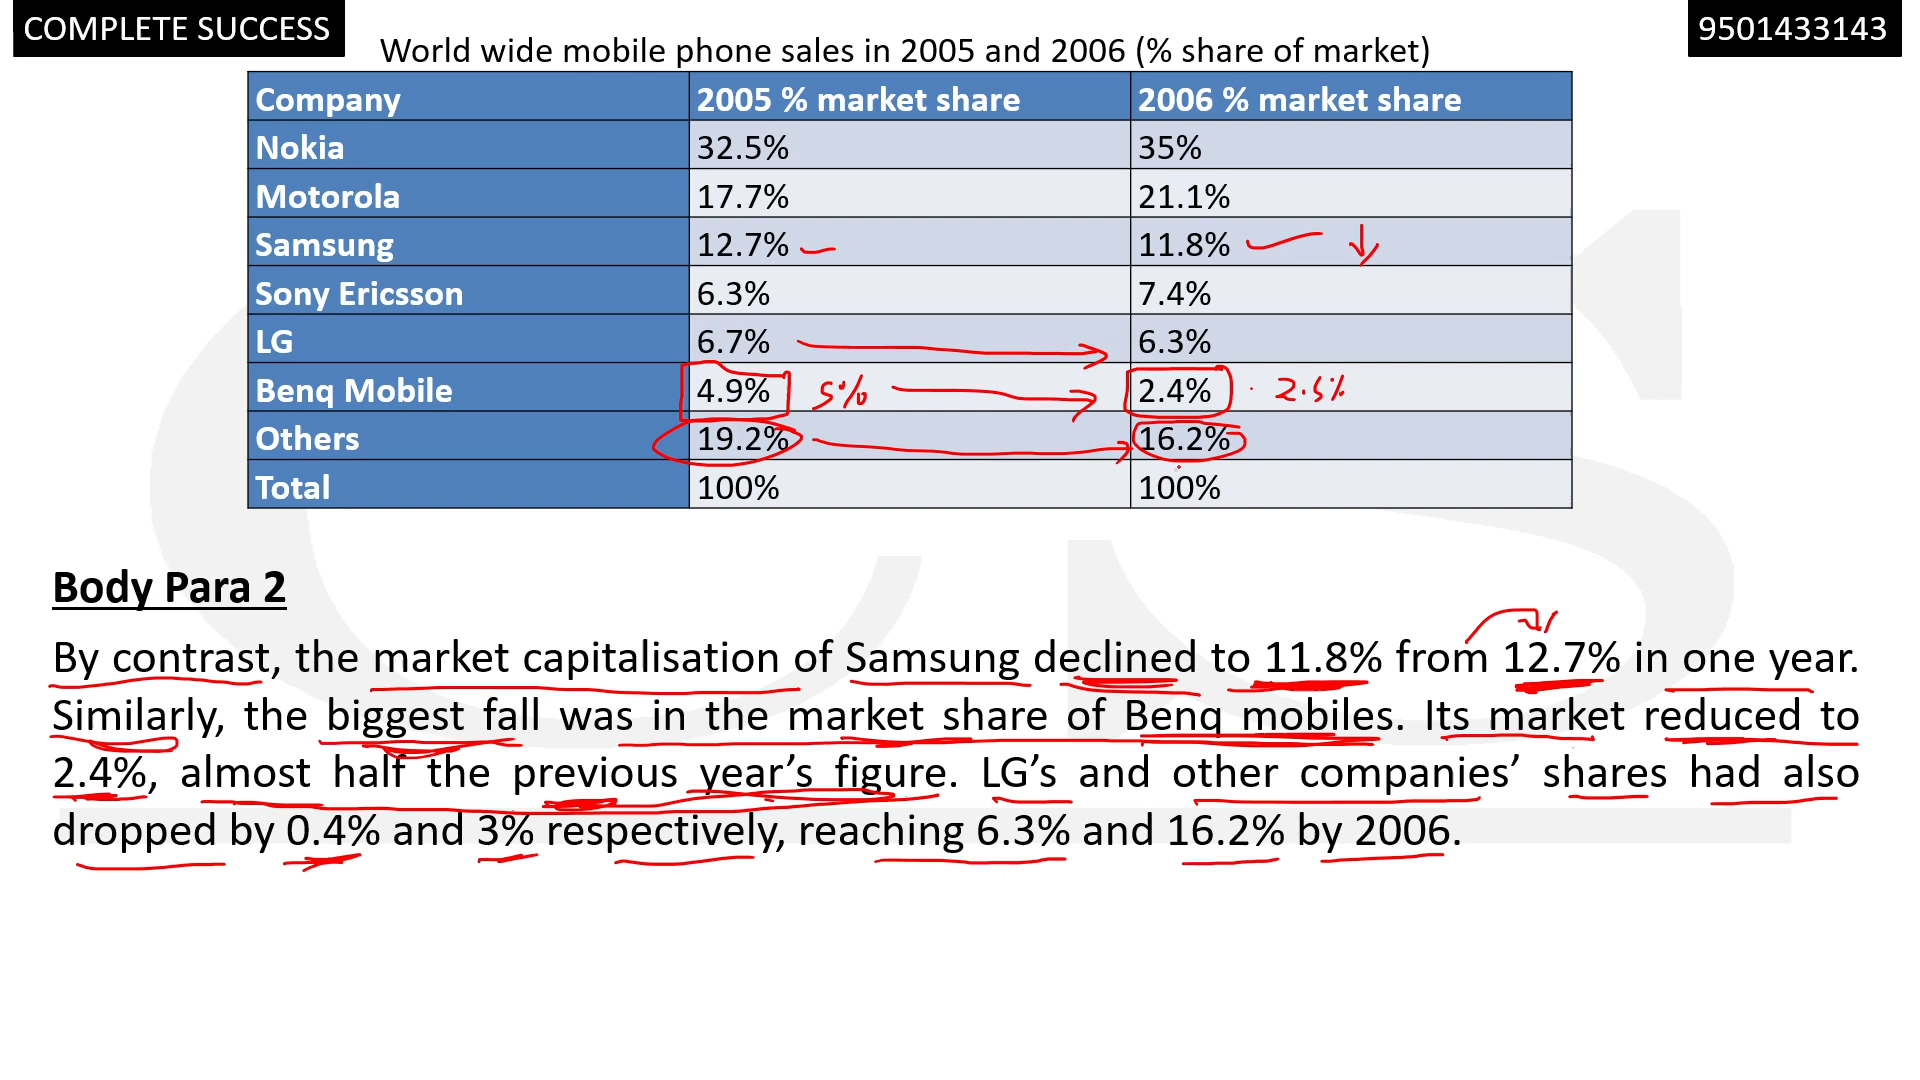 COMPLETE SUCCESS
9501433143
World wide mobile phone sales in 2005 and 2006 (% share of market)
Company 2005 % market share 2006 % market share
Nokia 32.5% 35%
Motorola 17.7% 21.1%
Samsung 12.7% 11.8%
Sony Ericsson 6.3% 7.4%
LG 6.7% 6.3%
Benq Mobile 4.9% 5% 2.4% 2.5%
Others 19.2% 16.2%
Total 100% 100%
Body Para 2
By contrast, the market capitalisation of Samsung declined to 11.8% from 12.7% in one year.
Similarly, the biggest fall was in the market share of Benq mobiles. Its market reduced to
2.4%, almost half the previous year’s figure. LG’s and other companies’ shares had also
dropped by 0.4% and 3% respectively, reaching 6.3% and 16.2% by 2006.